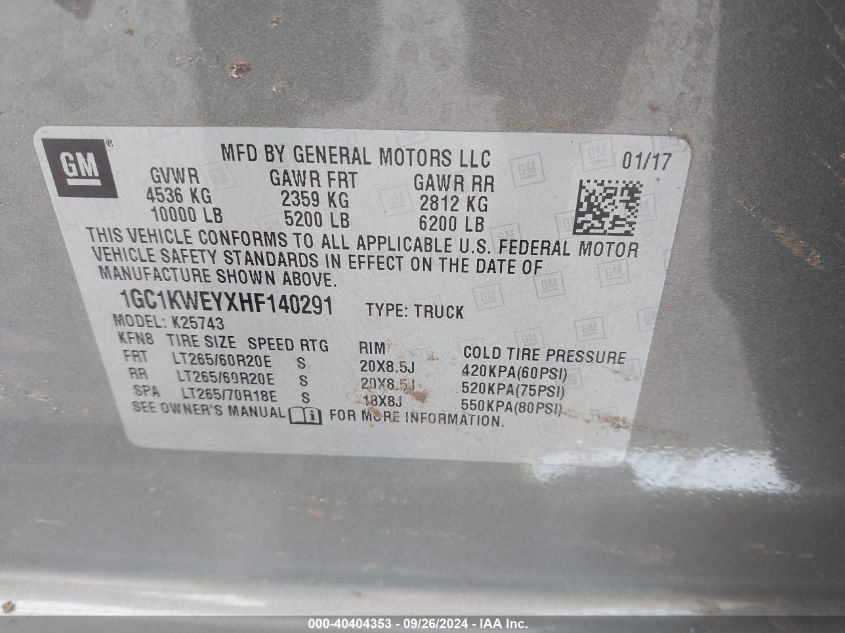 GM ®
MFD BY GENERAL MOTORS LLC 01/17
GVWR GAWR FRT GAWR RR
4536 KG 2359 KG 2812 KG
10000 LB 5200 LB 6200 LB
THIS VEHICLE CONFORMS TO ALL APPLICABLE U.S. FEDERAL MOTOR
VEHICLE SAFETY STANDARDS IN EFFECT ON THE DATE OF
MANUFACTURE SHOWN ABOVE.
1GC1KWEYXHF140291 TYPE: TRUCK
MODEL: K25743
KFN8 TIRE SIZE SPEED RTG RIM COLD TIRE PRESSURE
FRT LT265/60R20E S 20X8.5J 420KPA(60PSI)
RR LT265/60R20E S 20X8.5J 520KPA(75PSI)
SPA LT265/70R18E S 18X8J 550KPA(80PSI)
SEE OWNER'S MANUAL FOR MORE INFORMATION.
000-40404353 - 09/26/2024 - IAA Inc.